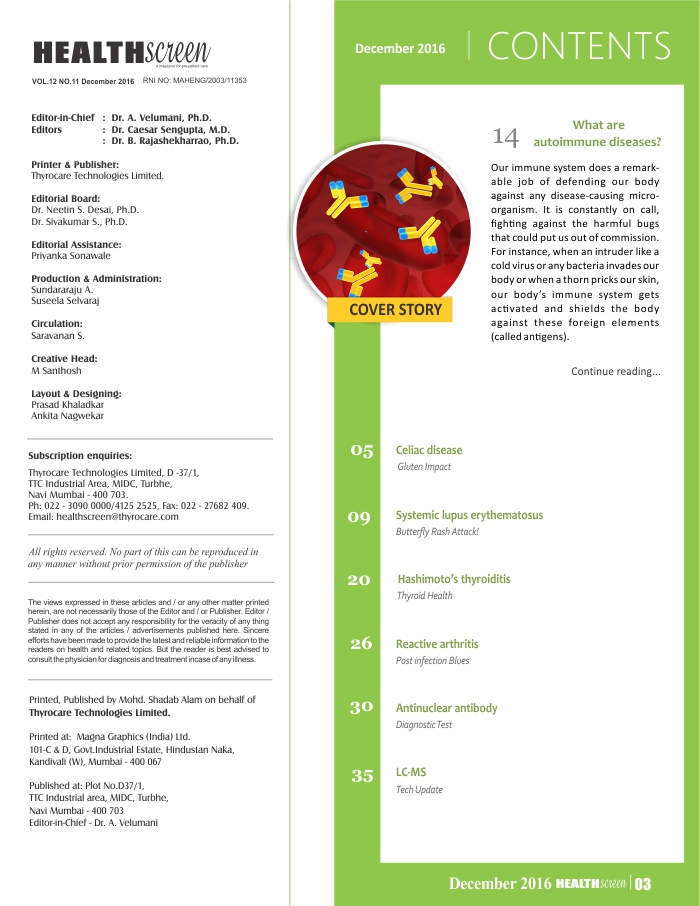 HEALTHscreen
A magazine for pre-patient care
VOL.12 NO.11 December 2016 RNI NO: MAHENG/2003/11353
Editor-in-Chief : Dr. A. Velumani, Ph.D.
Editors : Dr. Caesar Sengupta, M.D.
: Dr. B. Rajashekharrao, Ph.D.
Printer & Publisher:
Thyrocare Technologies Limited.
Editorial Board:
Dr. Neetin S. Desai, Ph.D.
Dr. Sivakumar S., Ph.D.
Editorial Assistance:
Priyanka Sonawale
Production & Administration:
Sundararaju A.
Suseela Selvaraj
Circulation:
Saravanan S.
Creative Head:
M Santhosh
Layout & Designing:
Prasad Khaladkar
Ankita Nagwekar
Subscription enquiries:
Thyrocare Technologies Limited, D -37/1,
TTC Industrial Area, MIDC, Turbhe,
Navi Mumbai - 400 703.
Ph: 022 - 3090 0000/4125 2525, Fax: 022 - 27682 409.
Email: healthscreen@thyrocare.com
All rights reserved. No part of this can be reproduced in
any manner without prior permission of the publisher
The views expressed in these articles and / or any other matter printed
herein, are not necessarily those of the Editor and / or Publisher. Editor /
Publisher does not accept any responsibility for the veracity of any thing
stated in any of the articles / advertisements published here. Sincere
efforts have been made to provide the latest and reliable information to the
readers on health and related topics. But the reader is best advised to
consult the physician for diagnosis and treatment incase of any illness.
Printed, Published by Mohd. Shadab Alam on behalf of
Thyrocare Technologies Limited.
Printed at: Magna Graphics (India) Ltd.
101-C & D, Govt.Industrial Estate, Hindustan Naka,
Kandivali (W), Mumbai - 400 067
Published at: Plot No.D37/1,
TTC Industrial area, MIDC, Turbhe,
Navi Mumbai - 400 703
Editor-in-Chief - Dr. A. Velumani
December 2016 | CONTENTS
14
What are
autoimmune diseases?
Our immune system does a remark-
able job of defending our body
against any disease-causing micro-
organism. It is constantly on call,
fighting against the harmful bugs
that could put us out of commission.
For instance, when an intruder like a
cold virus or any bacteria invades our
body or when a thorn pricks our skin,
our body's immune system gets
activated and shields the body
against these foreign elements
(called antigens).
COVER STORY
Continue reading...
05 Celiac disease
Gluten Impact
09 Systemic lupus erythematosus
Butterfly Rash Attack!
20 Hashimoto's thyroiditis
Thyroid Health
26 Reactive arthritis
Post infection Blues
30 Antinuclear antibody
Diagnostic Test
35 LC-MS
Tech Update
December 2016 HEALTHscreen | 03